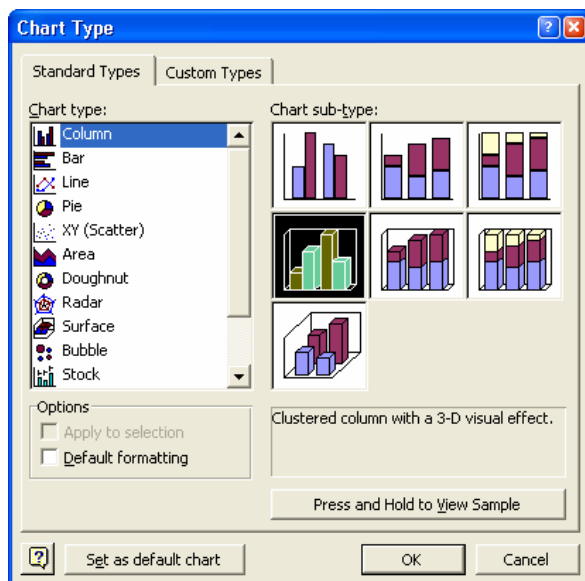 Chart Type
Standard Types
Custom Types
Chart type:
Column
Bar
Line
Pie
XY (Scatter)
Area
Doughnut
Radar
Surface
Bubble
Stock
Chart sub-type:
Options
Apply to selection
Default formatting
Clustered column with a 3-D visual effect.
Press and Hold to View Sample
Set as default chart
OK
Cancel